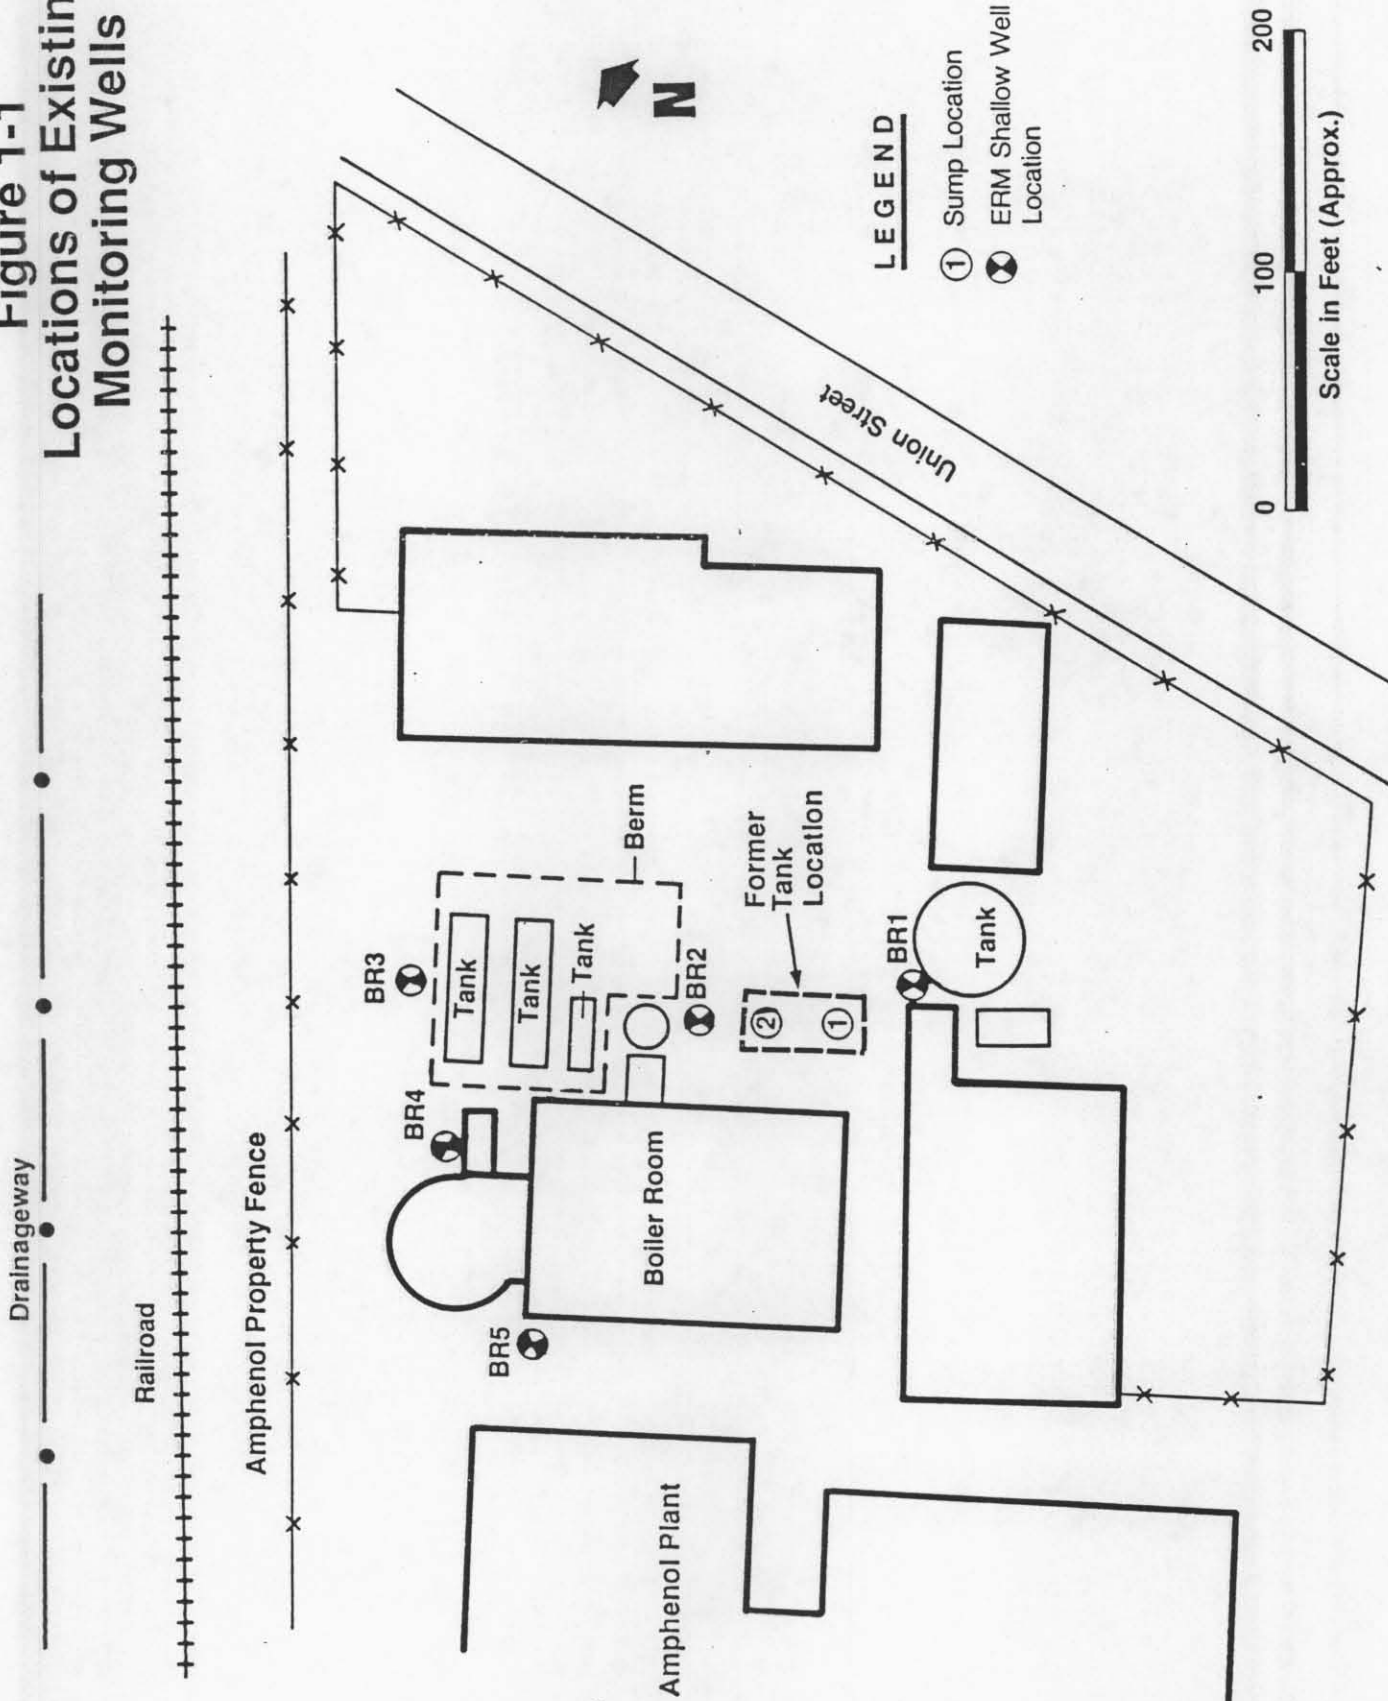 Figure 1-1
Locations of Existin
Monitoring Wells
Drainageway
Railroad
Amphenol Property Fence
N
BR3
BR4
BR5
Tank
Tank
Tank
Berm
BR2
Former
Tank
Location
2
1
BR1
Tank
Boiler Room
Amphenol Plant
Union Street
LEGEND
1 Sump Location
ERM Shallow Well
Location
0 100 200
Scale in Feet (Approx.)